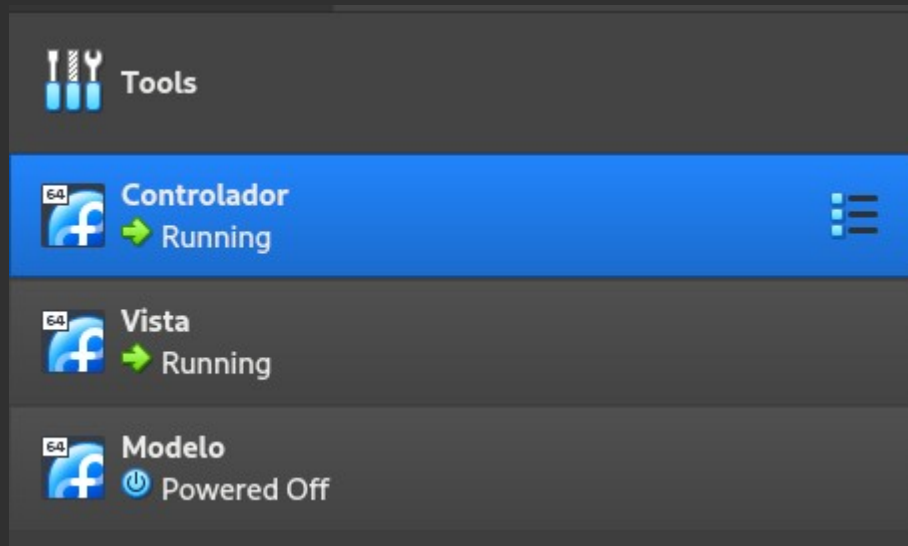 Tools
64
Controlador
Running
64
Vista
Running
64
Modelo
Powered Off